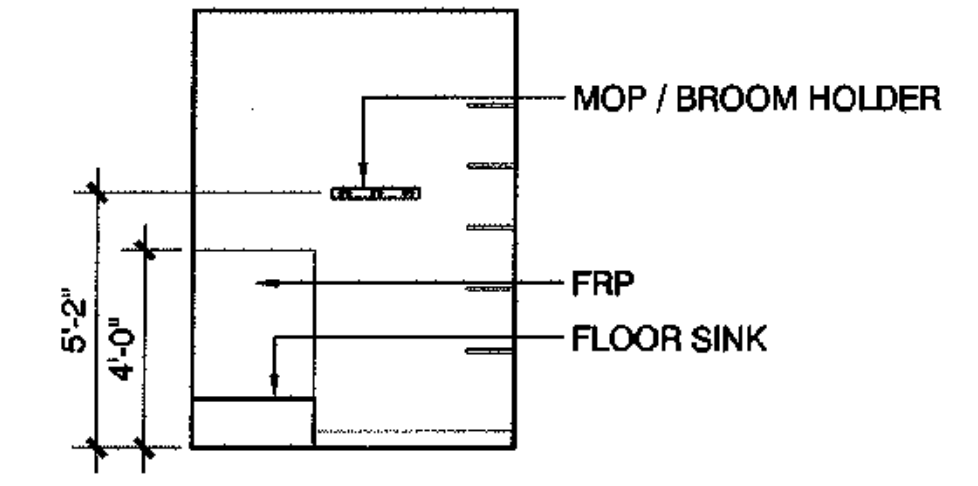 MOP / BROOM HOLDER
FRP
FLOOR SINK
5'-2"
4'-0"